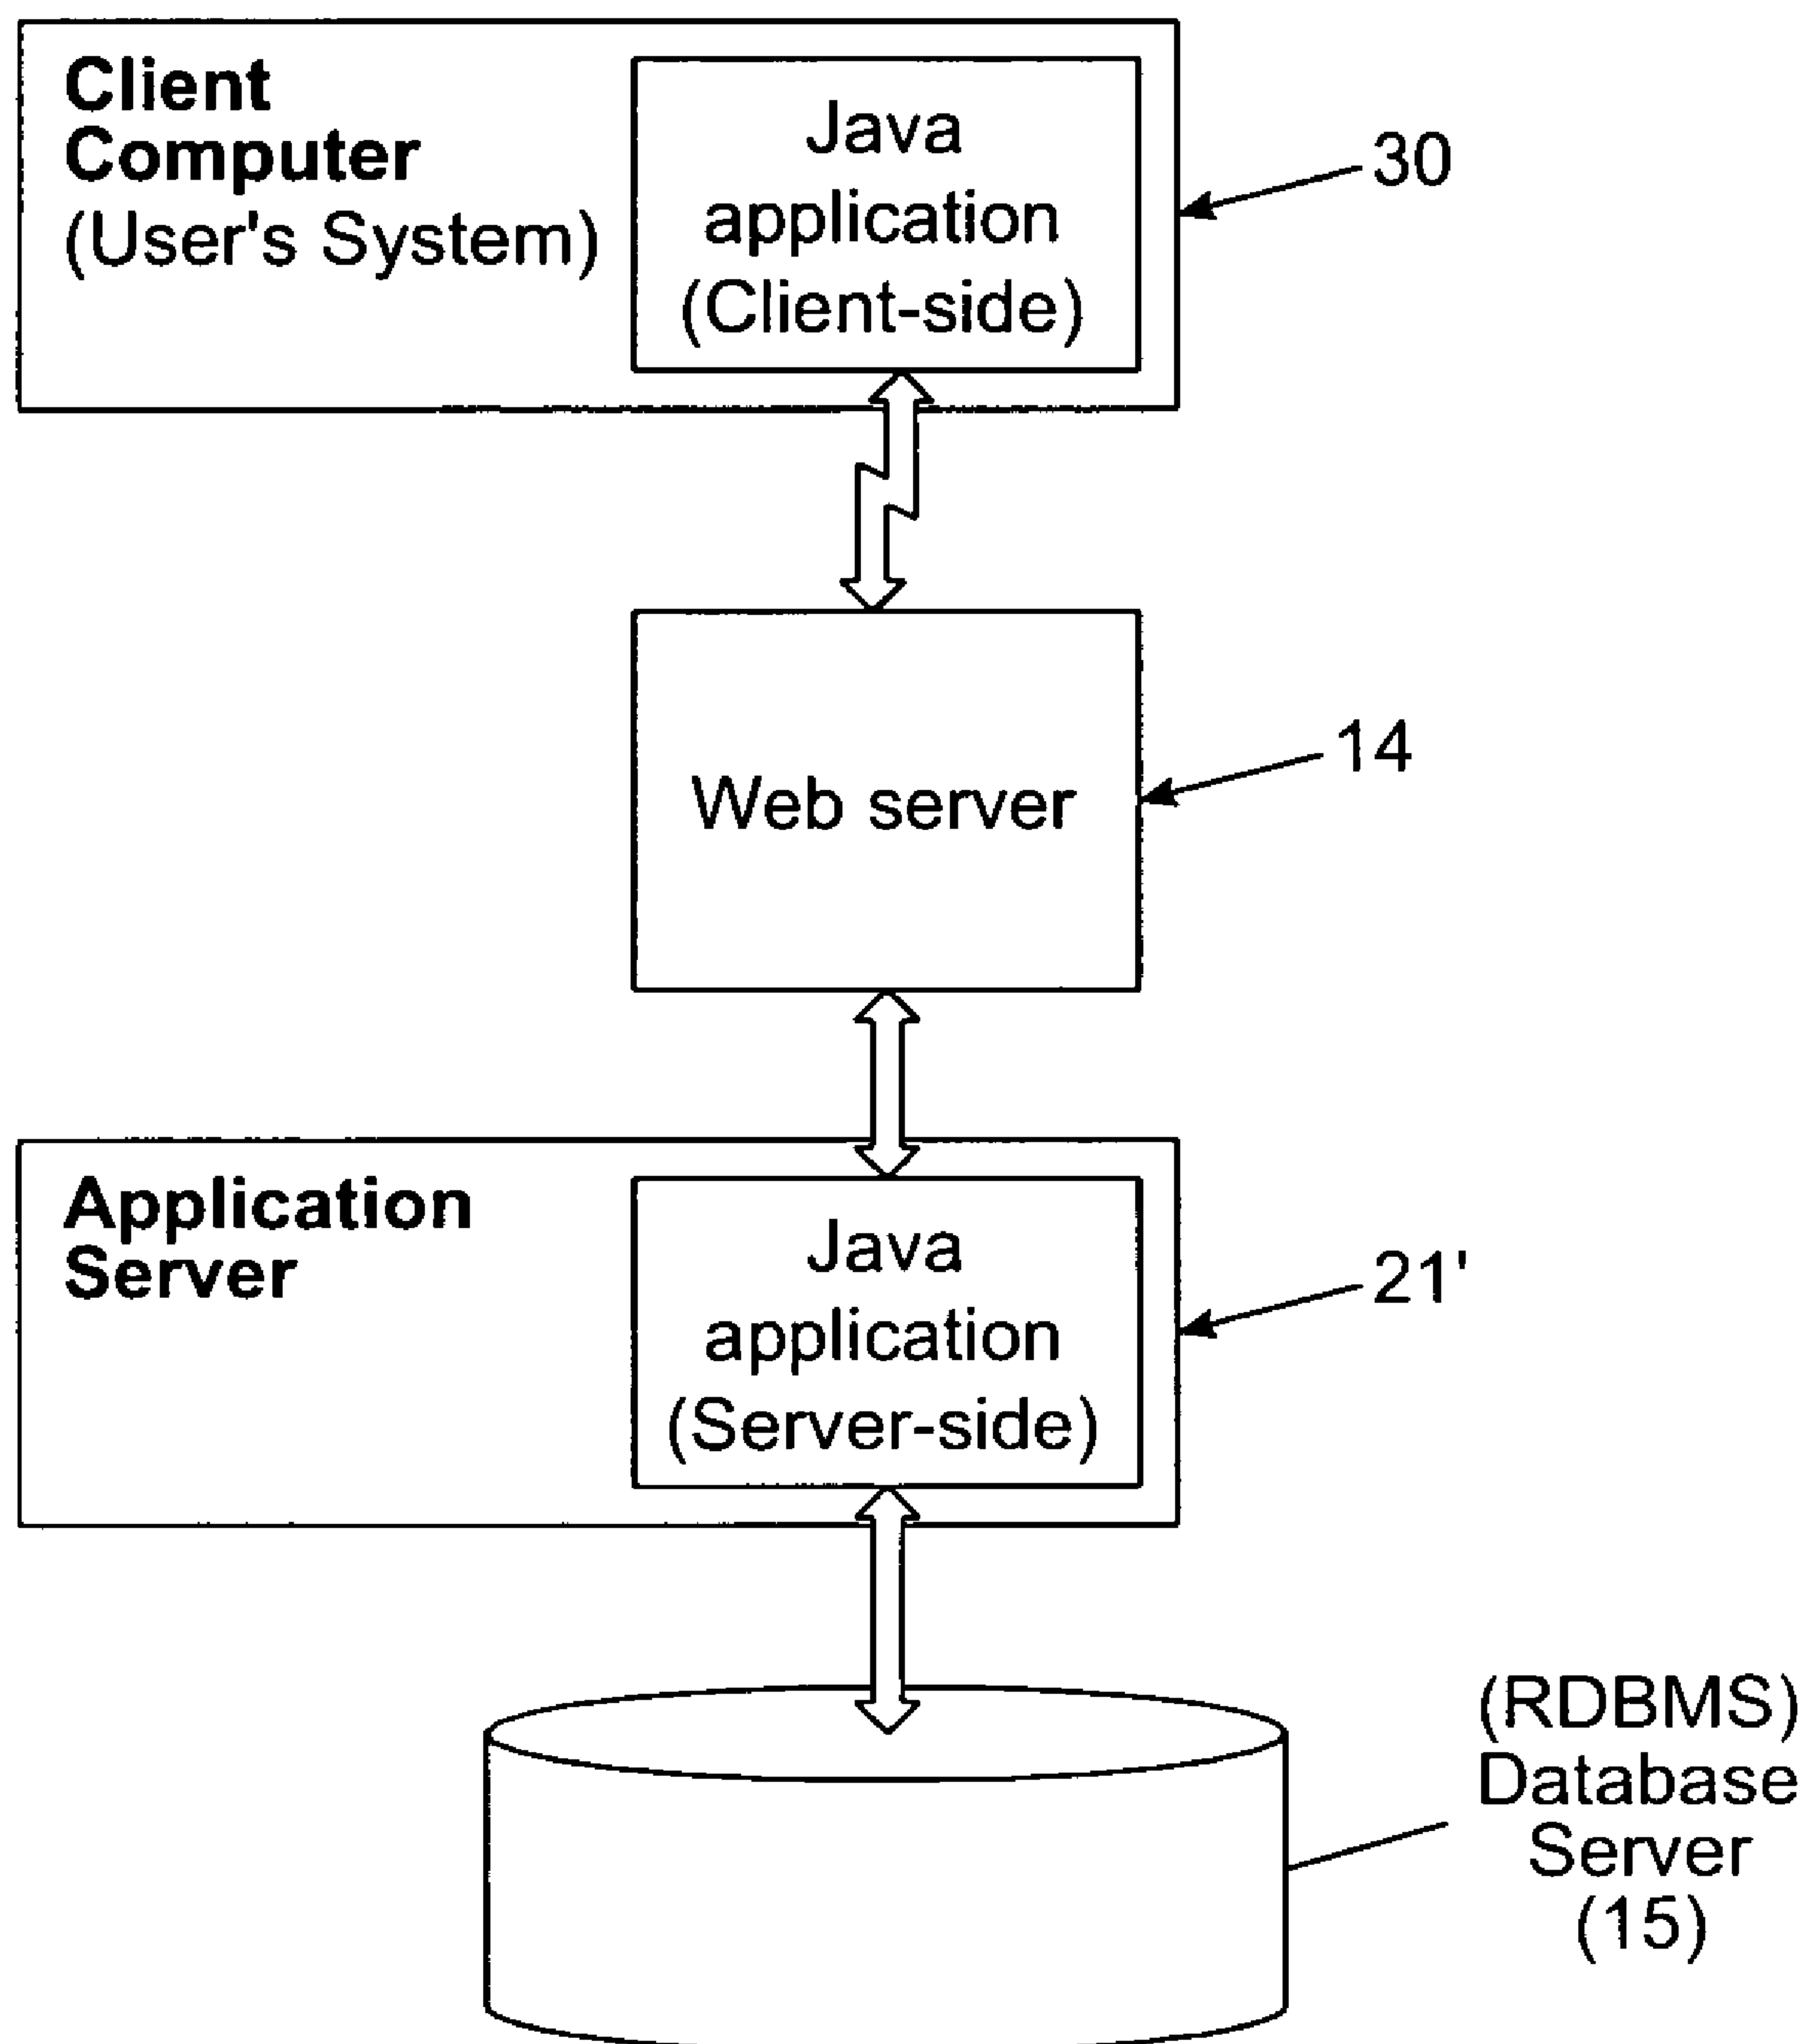 Client
Computer
(User's System)
Java
application
(Client-side)
30
Web server
14
Application
Server
Java
application
(Server-side)
21'
(RDBMS)
Database
Server
(15)